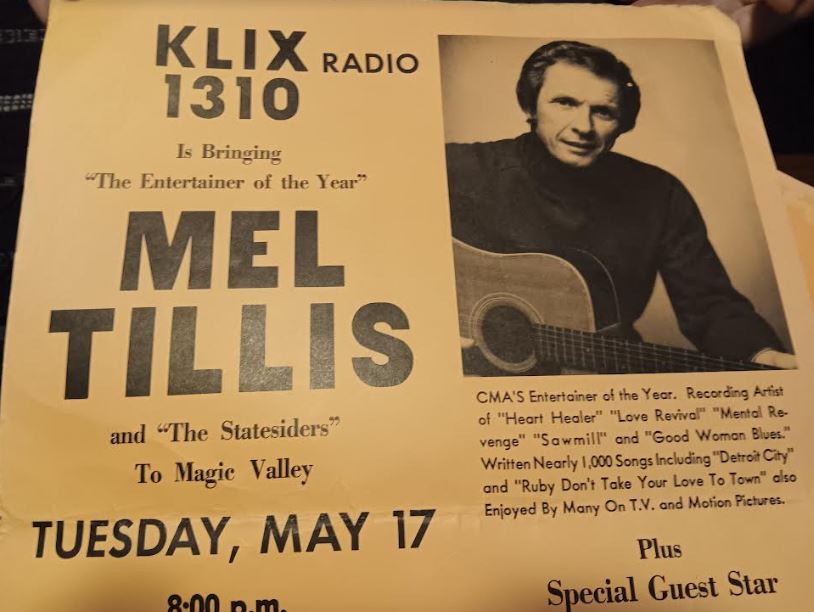 KLIX RADIO
1310
Is Bringing
"The Entertainer of the Year"
MEL
TILLIS
and "The Statesiders"
To Magic Valley
TUESDAY, MAY 17
8:00 p.m.
CMA'S Entertainer of the Year. Recording Artist
of "Heart Healer" "Love Revival" "Mental Re-
venge" "Sawmill" and "Good Woman Blues."
Written Nearly 1,000 Songs Including "Detroit City"
and "Ruby Don't Take Your Love To Town" also
Enjoyed By Many On T.V. and Motion Pictures.
Plus
Special Guest Star